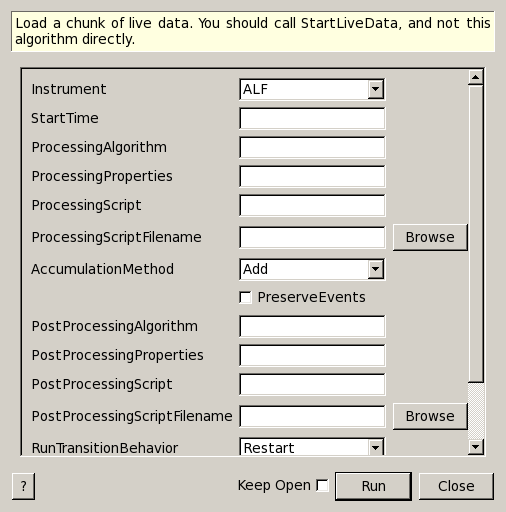 Load a chunk of live data. You should call StartLiveData, and not this
algorithm directly.
Instrument ALF
StartTime
ProcessingAlgorithm
ProcessingProperties
ProcessingScript
ProcessingScriptFilename Browse
AccumulationMethod Add
PreserveEvents
PostProcessingAlgorithm
PostProcessingProperties
PostProcessingScript
PostProcessingScriptFilename Browse
RunTransitionBehavior Restart
? Keep Open Run Close